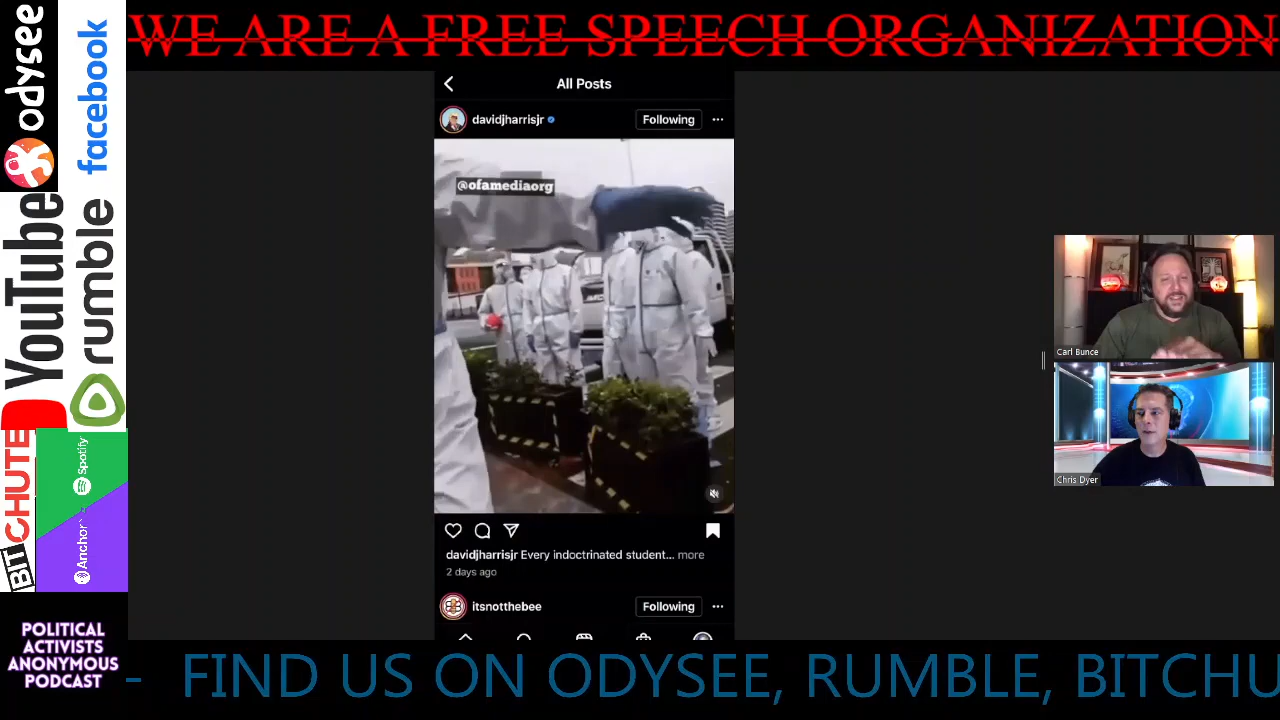 WE ARE A FREE SPEECH ORGANIZATION
odysee
facebook
YouTube
rumble
BITCHUTE
Spotify
Anchor
POLITICAL
ACTIVISTS
ANONYMOUS
PODCAST
All Posts
davidjharrisjr
Following
@ofamediaorg
davidjharrisjr Every indoctrinated student... more
2 days ago
itsnotthebee
Following
Carl Bunce
Chris Dyer
- FIND US ON ODYSEE, RUMBLE, BITCHU